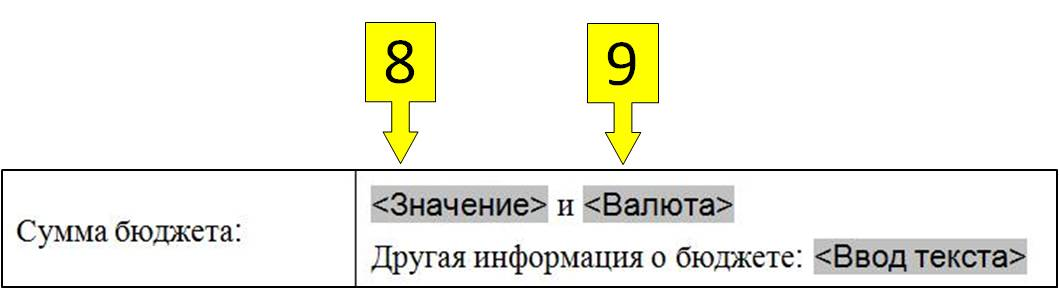 8 9
<Значение> и <Валюта>
Сумма бюджета:
Другая информация о бюджете: <Ввод текста>